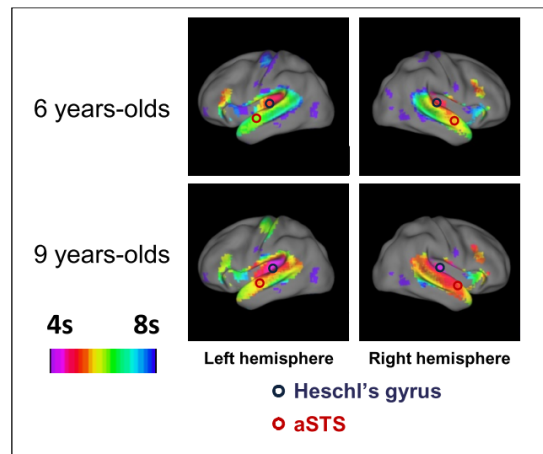 6 years-olds
9 years-olds
4s 8s
Left hemisphere Right hemisphere
Heschl's gyrus
aSTS